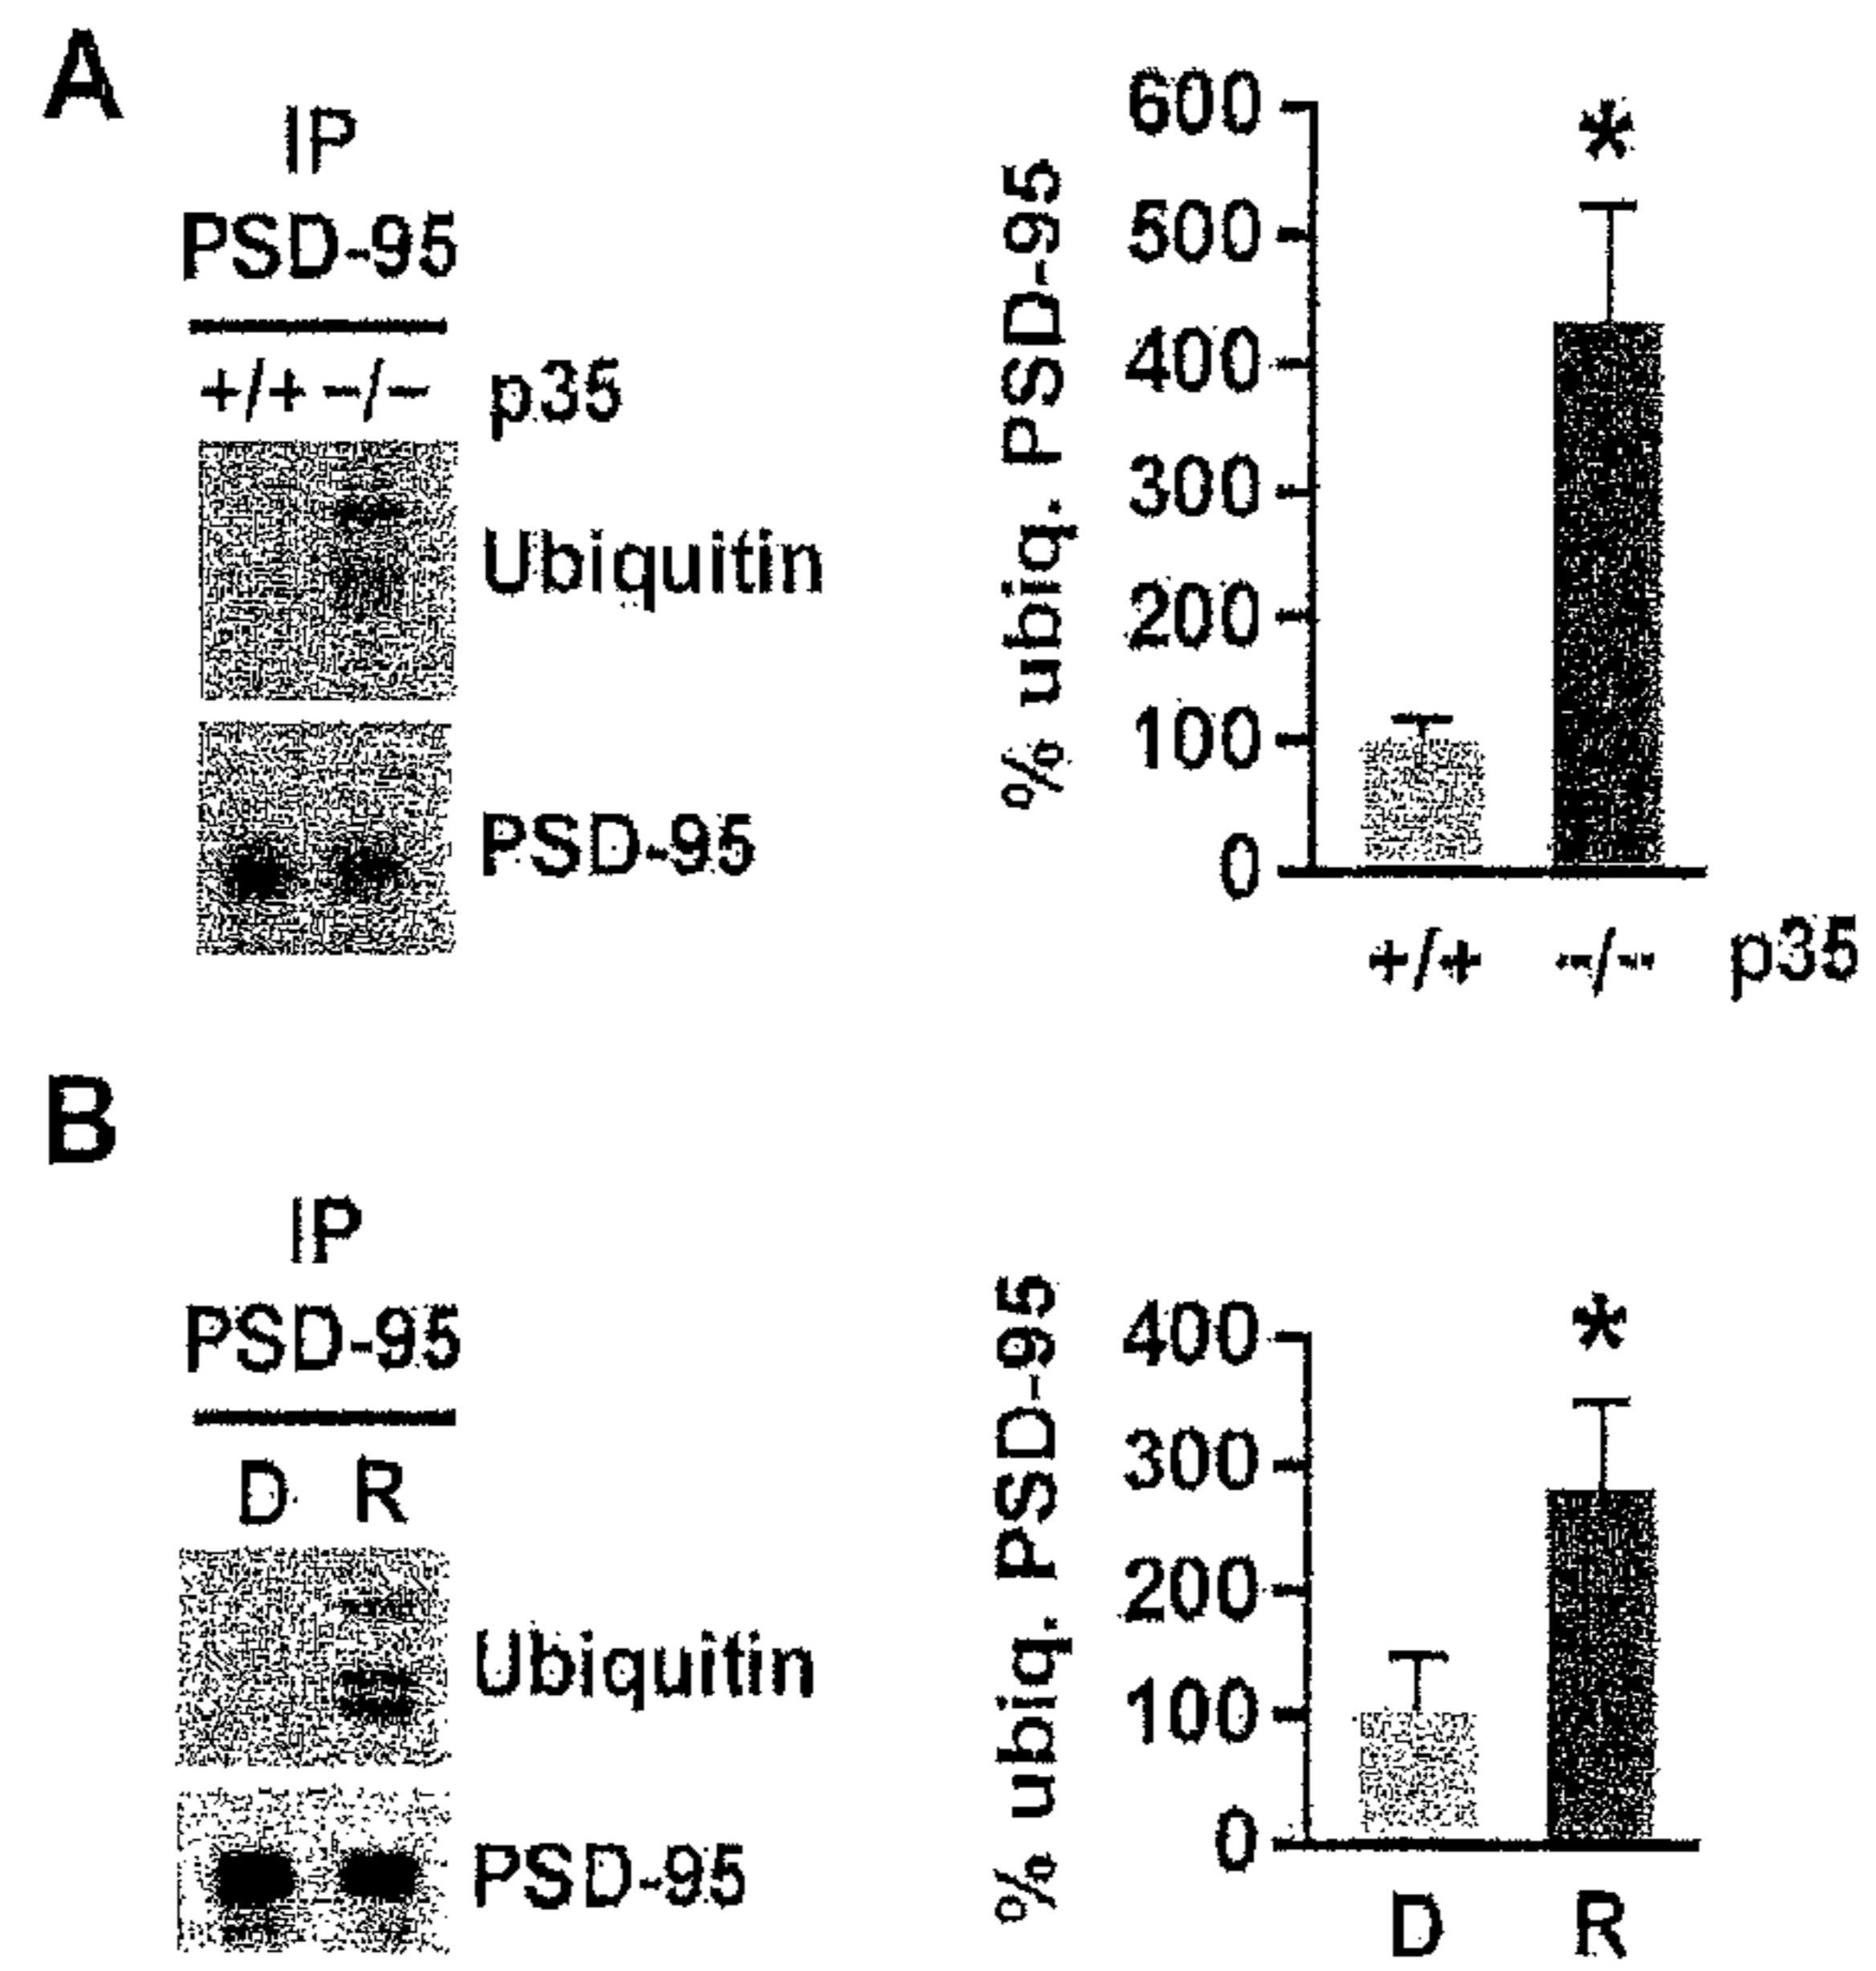 A
IP
PSD-95
+/+ -/- p35
Ubiquitin
PSD-95
% ubiq. PSD-95
600
500
400
300
200
100
0
*
+/+ -/- p35
B
IP
PSD-95
D R
Ubiquitin
PSD-95
% ubiq. PSD-95
400
300
200
100
0
*
D R